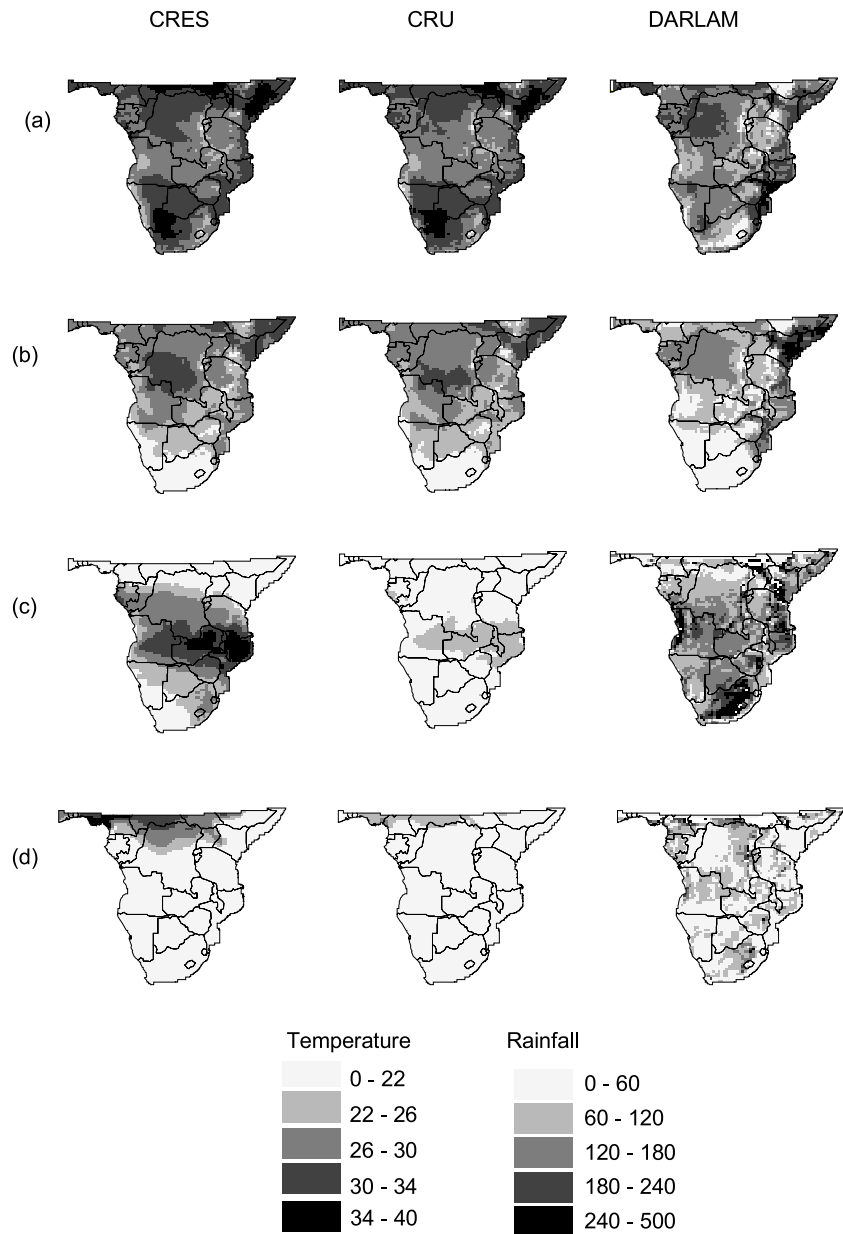 CRES CRU DARLAM
(a)
(b)
(c)
(d)
Temperature Rainfall
0 - 22 0 - 60
22 - 26 60 - 120
26 - 30 120 - 180
30 - 34 180 - 240
34 - 40 240 - 500